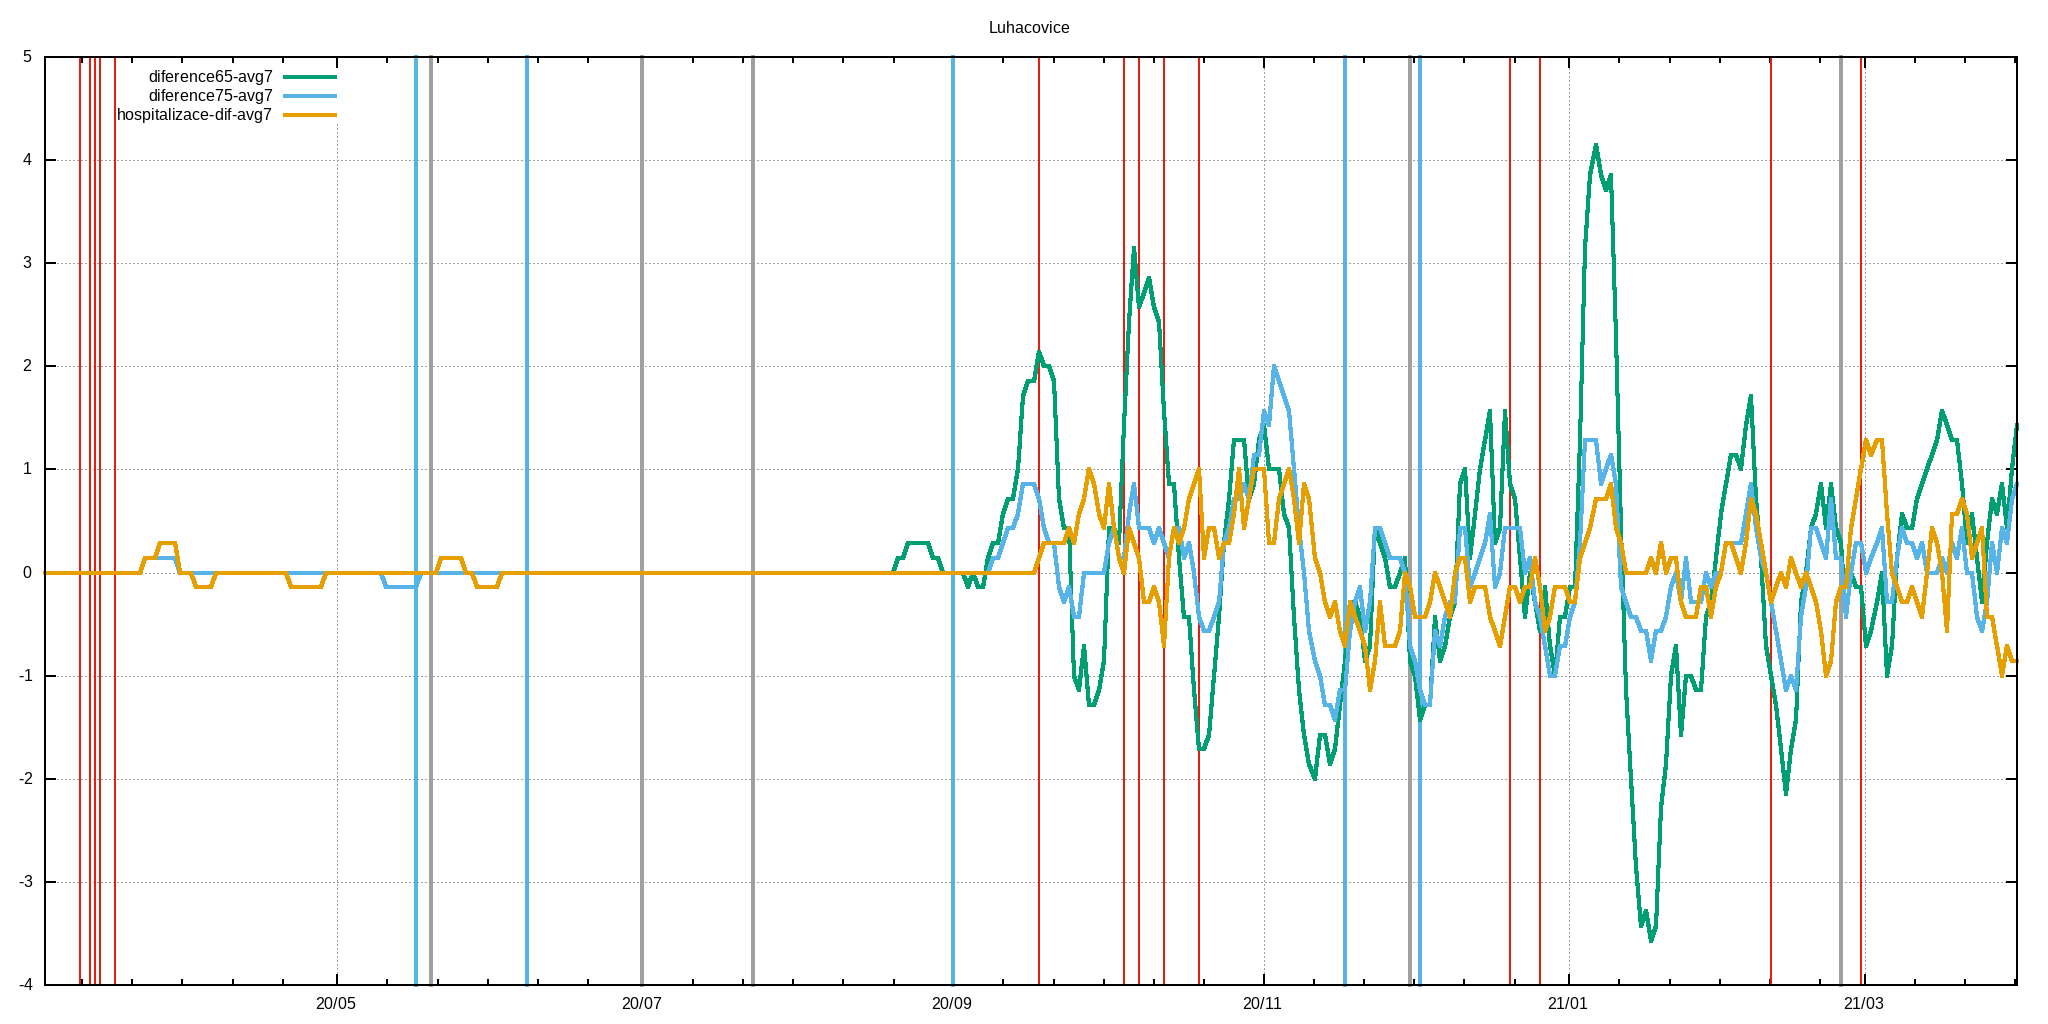 Luhacovice
5
diference65-avg7
diference75-avg7
hospitalizace-dif-avg7
4
3
2
1
0
-1
-2
-3
-4
20/05 20/07 20/09 20/11 21/01 21/03